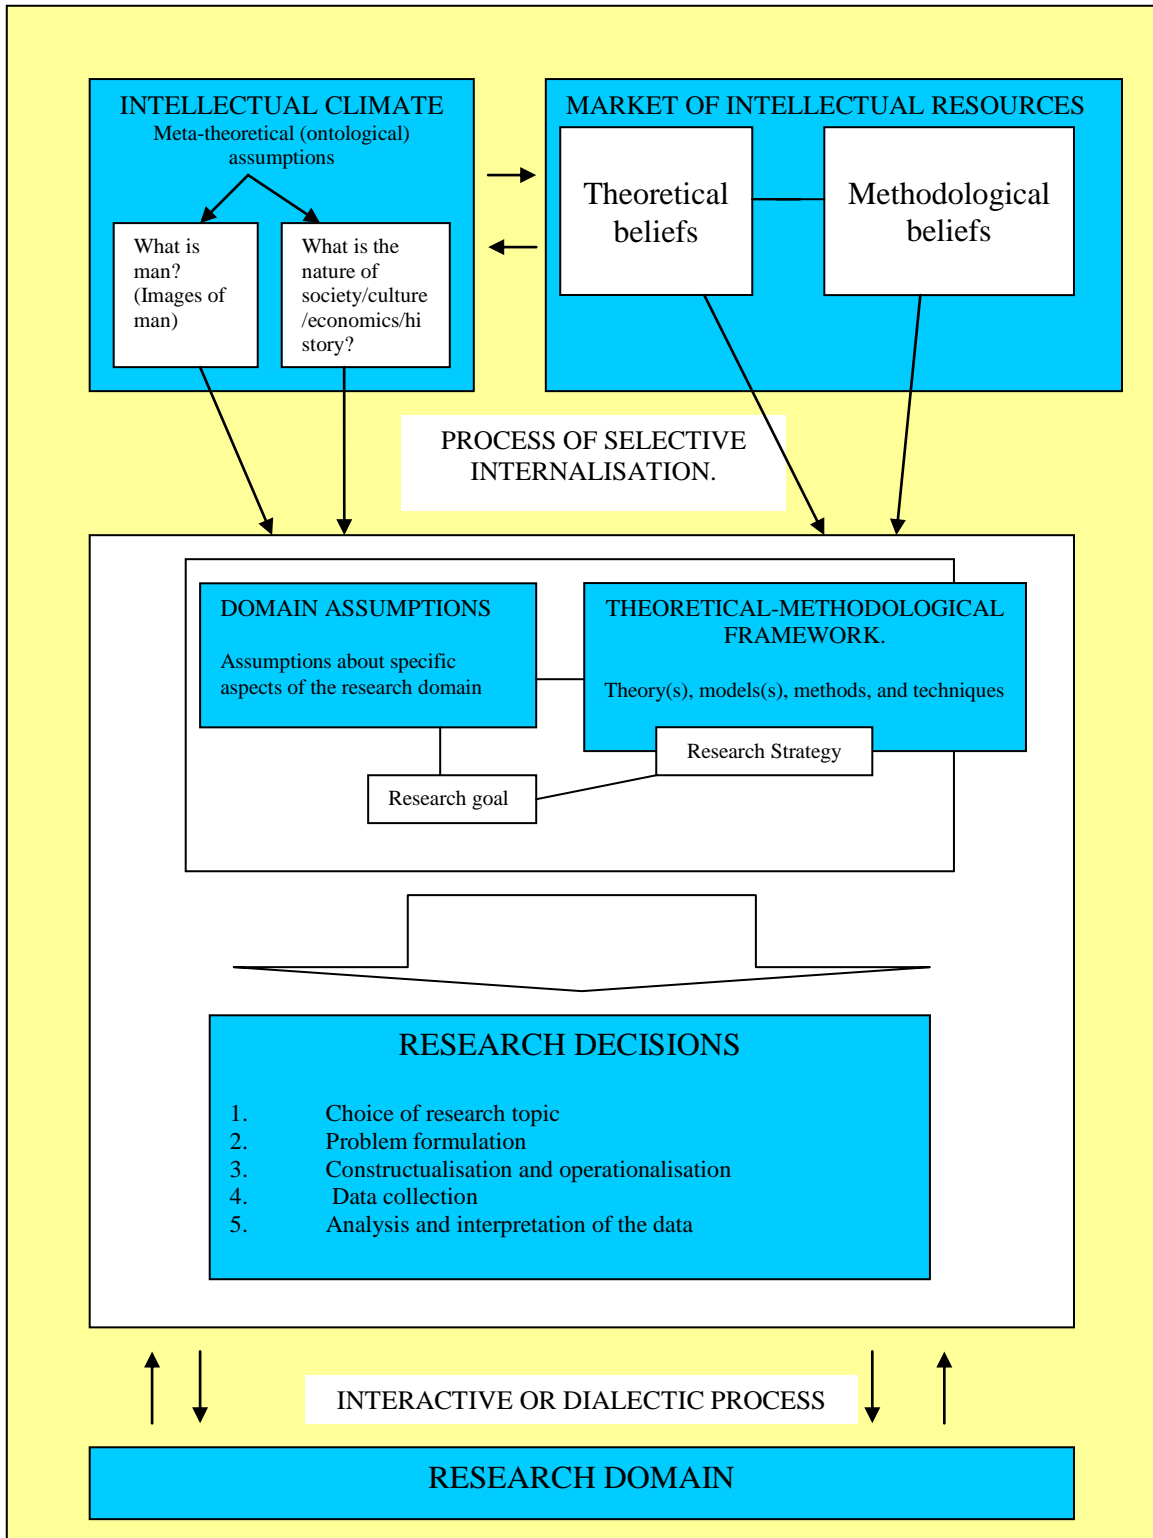 INTELLECTUAL CLIMATE
Meta-theoretical (ontological)
assumptions
What is
man?
(Images of
man)
What is the
nature of
society/culture
/economics/hi
story?
MARKET OF INTELLECTUAL RESOURCES
Theoretical
beliefs
Methodological
beliefs
PROCESS OF SELECTIVE
INTERNALISATION.
DOMAIN ASSUMPTIONS
Assumptions about specific
aspects of the research domain
THEORETICAL-METHODOLOGICAL
FRAMEWORK.
Theory(s), models(s), methods, and techniques
Research Strategy
Research goal
RESEARCH DECISIONS
1. Choice of research topic
2. Problem formulation
3. Constructualisation and operationalisation
4. Data collection
5. Analysis and interpretation of the data
INTERACTIVE OR DIALECTIC PROCESS
RESEARCH DOMAIN